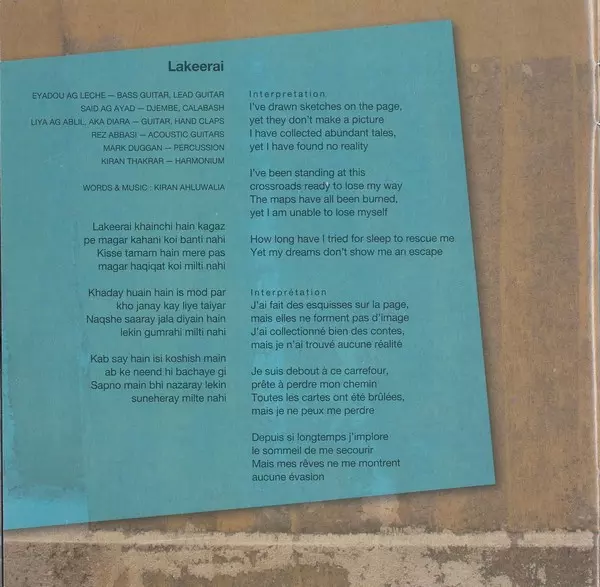 Lakeerai
EYADOU AG LECHE — BASS GUITAR, LEAD GUITAR
SAID AG AYAD — DJEMBE, CALABASH
LIYA AG ABLIL, AKA DIARA — GUITAR, HAND CLAPS
REZ ABBASI — ACOUSTIC GUITARS
MARK DUGGAN — PERCUSSION
KIRAN THAKRAR — HARMONIUM
WORDS & MUSIC : KIRAN AHLUWALIA
Lakeerai khainchi hain kagaz
pe magar kahani koi banti nahi
Kisse tamam hain mere pas
magar haqiqat koi milti nahi
Khaday huain hain is mod par
kho janay kay liye taiyar
Naqshe saaray jala diyain hain
lekin gumrahi milti nahi
Kab say hain isi koshish main
ab ke neend hi bachaye gi
Sapno main bhi nazaray lekin
suneheray milte nahi
Interpretation
I've drawn sketches on the page,
yet they don't make a picture
I have collected abundant tales,
yet I have found no reality
I've been standing at this
crossroads ready to lose my way
The maps have all been burned,
yet I am unable to lose myself
How long have I tried for sleep to rescue me
Yet my dreams don't show me an escape
Interprétation
J'ai fait des esquisses sur la page,
mais elles ne forment pas d'image
J'ai collectionné bien des contes,
mais je n'ai trouvé aucune réalité
Je suis debout à ce carrefour,
prête à perdre mon chemin
Toutes les cartes ont été brûlées,
mais je ne peux me perdre
Depuis si longtemps j'implore
le sommeil de me secourir
Mais mes rêves ne me montrent
aucune évasion